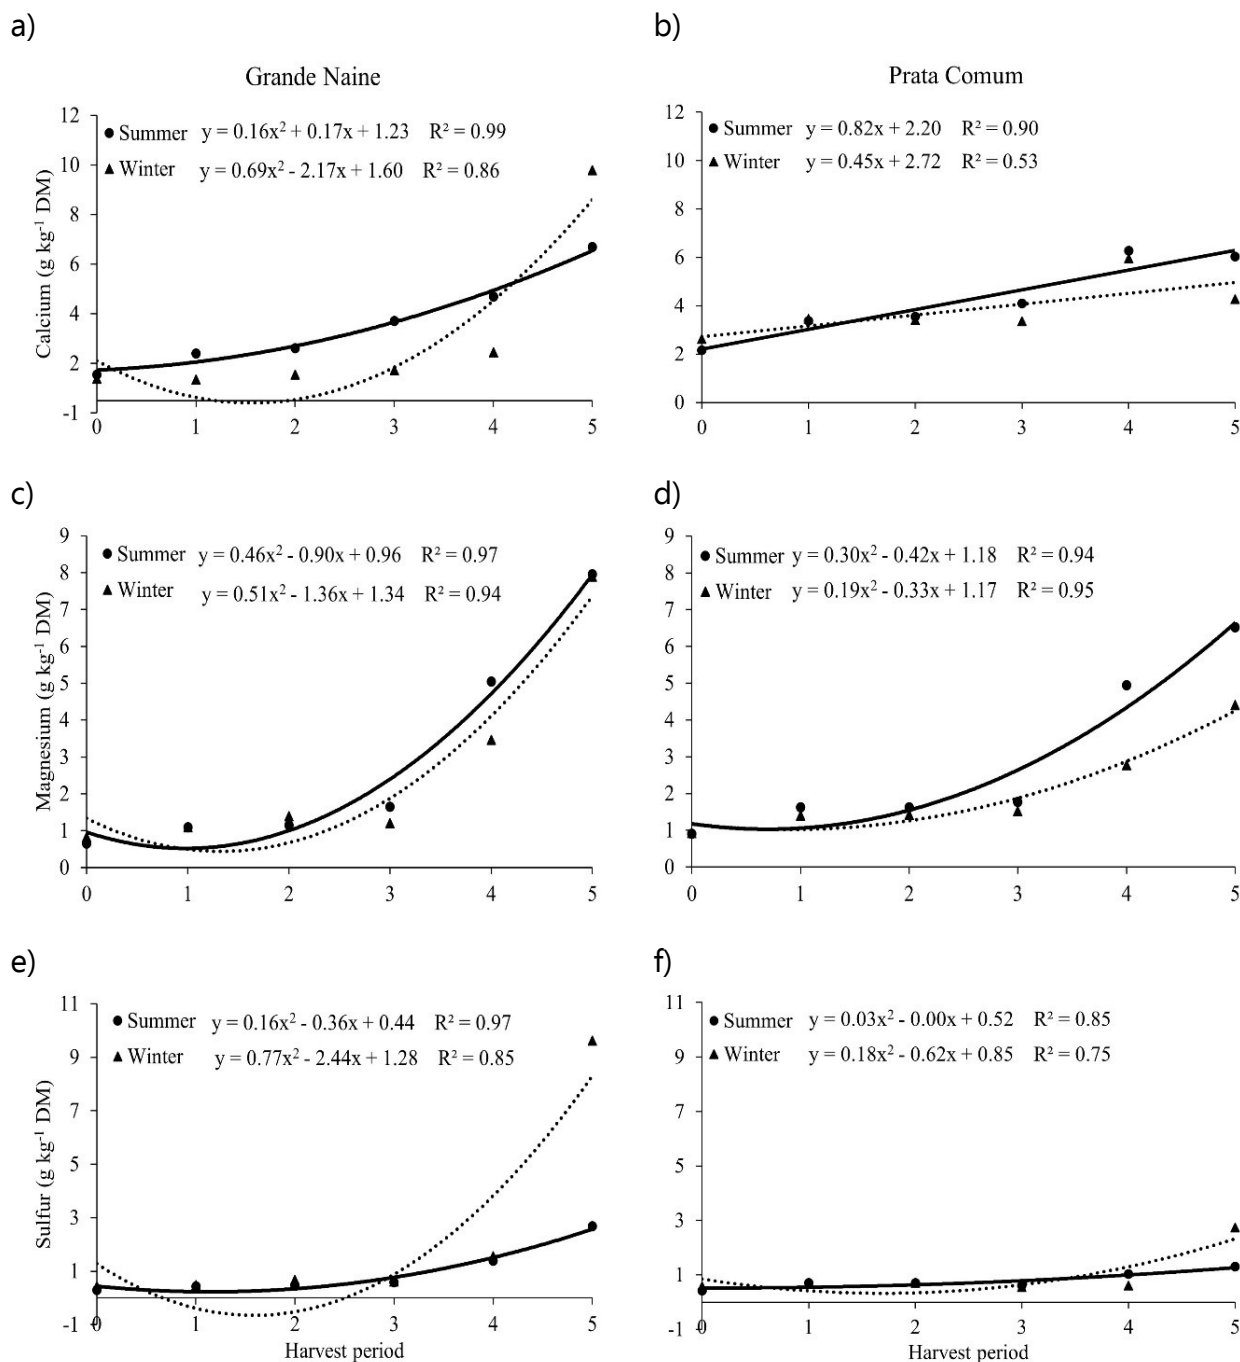 a)
Grande Naine
Calcium (g kg⁻¹ DM)
12
10
8
6
4
2
-1
Summer y = 0.16x² + 0.17x + 1.23 R² = 0.99
Winter y = 0.69x² - 2.17x + 1.60 R² = 0.86
0 1 2 3 4 5
b)
Prata Comum
12
10
8
6
4
2
0
Summer y = 0.82x + 2.20 R² = 0.90
Winter y = 0.45x + 2.72 R² = 0.53
0 1 2 3 4 5
c)
Magnesium (g kg⁻¹ DM)
9
8
7
6
5
4
3
2
1
0
Summer y = 0.46x² - 0.90x + 0.96 R² = 0.97
Winter y = 0.51x² - 1.36x + 1.34 R² = 0.94
0 1 2 3 4 5
d)
9
8
7
6
5
4
3
2
1
0
Summer y = 0.30x² - 0.42x + 1.18 R² = 0.94
Winter y = 0.19x² - 0.33x + 1.17 R² = 0.95
0 1 2 3 4 5
e)
Sulfur (g kg⁻¹ DM)
11
9
7
5
3
1
-1
Summer y = 0.16x² - 0.36x + 0.44 R² = 0.97
Winter y = 0.77x² - 2.44x + 1.28 R² = 0.85
0 1 2 3 4 5
Harvest period
f)
11
9
7
5
3
1
-1
Summer y = 0.03x² - 0.00x + 0.52 R² = 0.85
Winter y = 0.18x² - 0.62x + 0.85 R² = 0.75
0 1 2 3 4 5
Harvest period